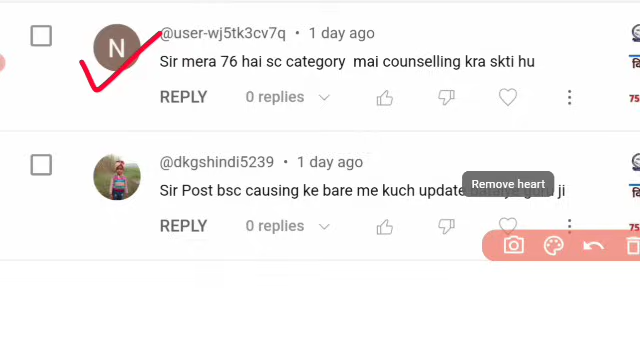 N
@user-wj5tk3cv7q • 1 day ago
Sir mera 76 hai sc category mai counselling kra skti hu
REPLY 0 replies
75
@dkgshindi5239 • 1 day ago
Remove heart
Sir Post bsc causing ke bare me kuch update ji
REPLY 0 replies
75